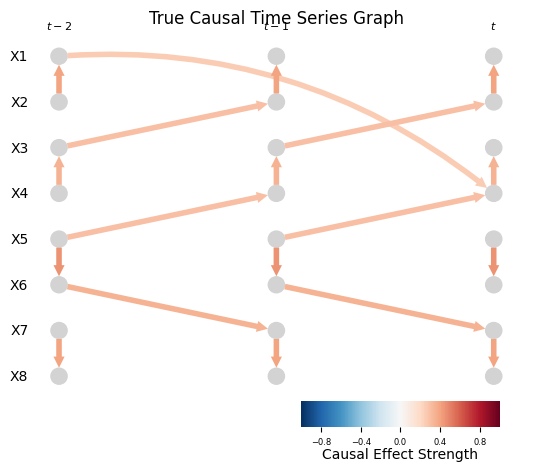 True Causal Time Series Graph
t − 2 t − 1 t
X1
X2
X3
X4
X5
X6
X7
X8
−0.8 −0.4 0.0 0.4 0.8
Causal Effect Strength